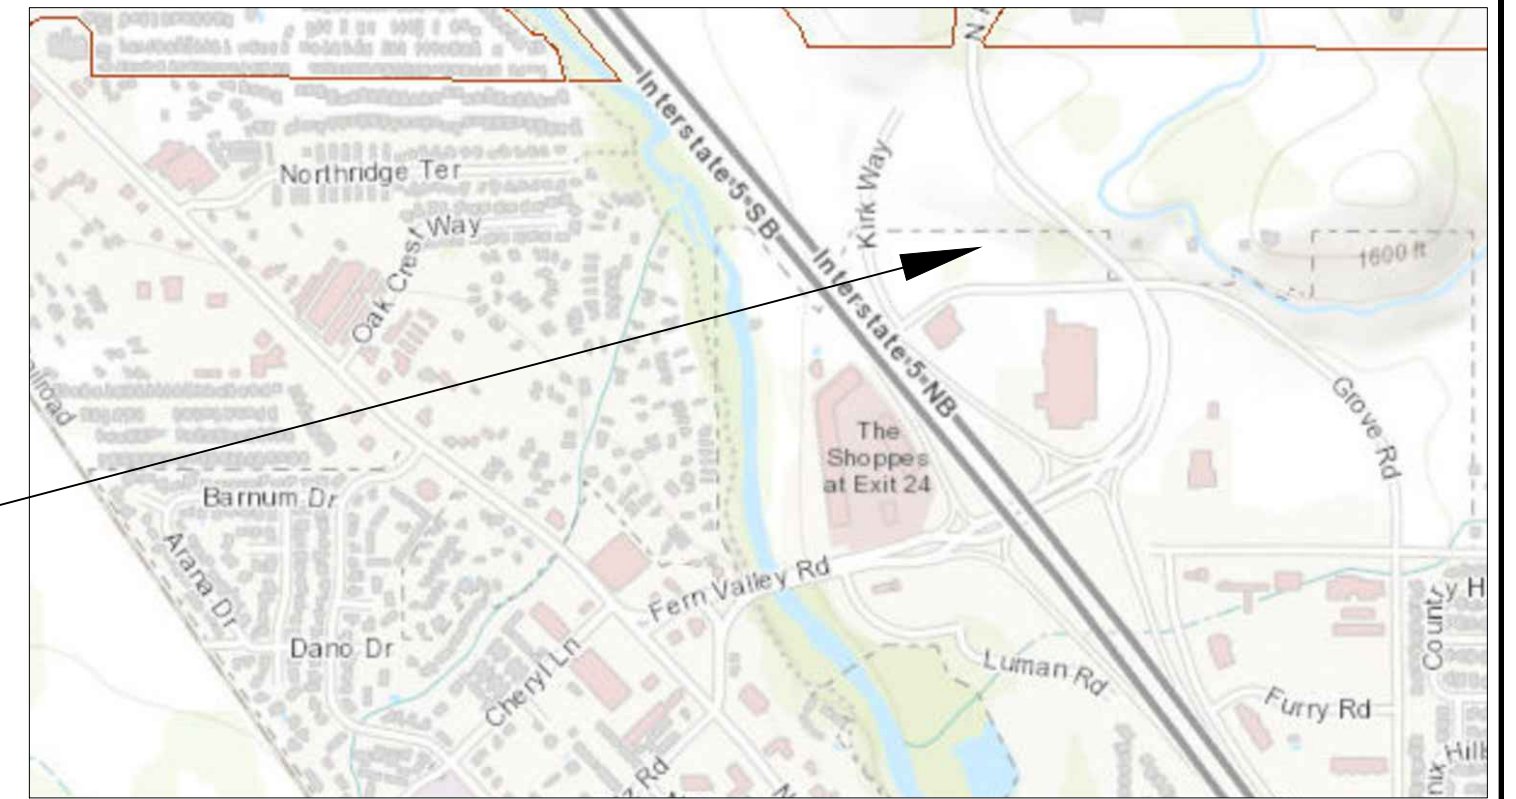 N
Interstate 5 SB
Northridge Ter
Kirk Way
Oak Crest Way
1600 ft
Interstate 5 NB
Grove Rd
The
Shoppes
at Exit 24
Barnum Dr
Arana Dr
Fern Valley Rd
Dano Dr
Cheryl Ln
Luman Rd
Furry Rd
Country
Rd
N